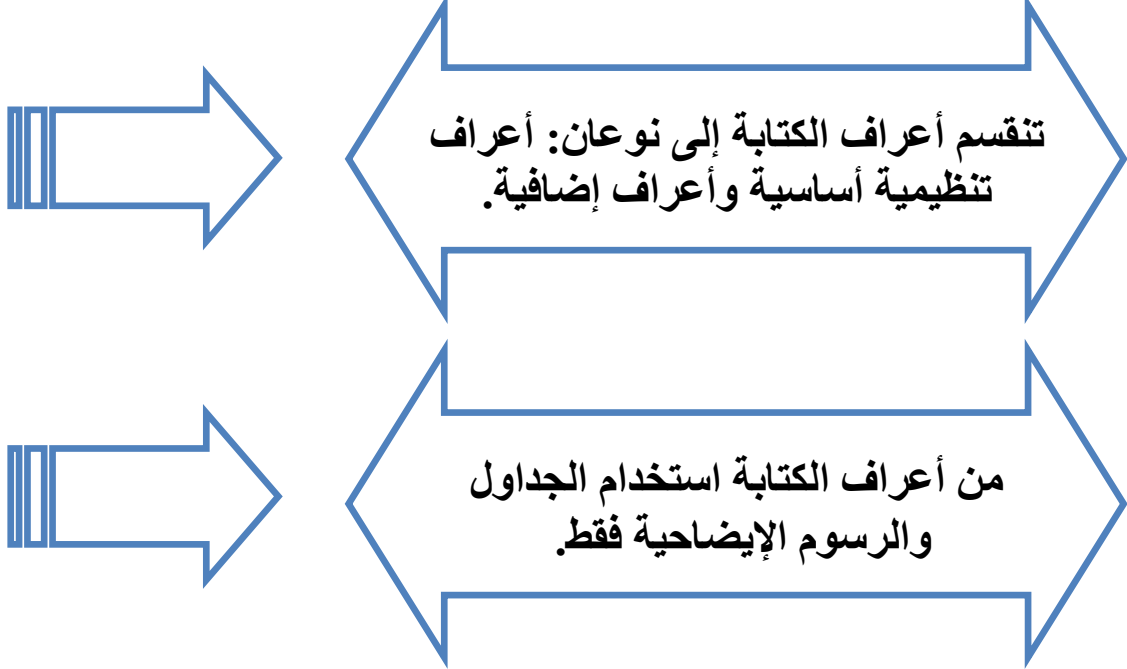 تنقسم أعراف الكتابة إلى نوعان: أعراف
تنظيمية أساسية وأعراف إضافية.
من أعراف الكتابة استخدام الجداول
والرسوم الإيضاحية فقط.